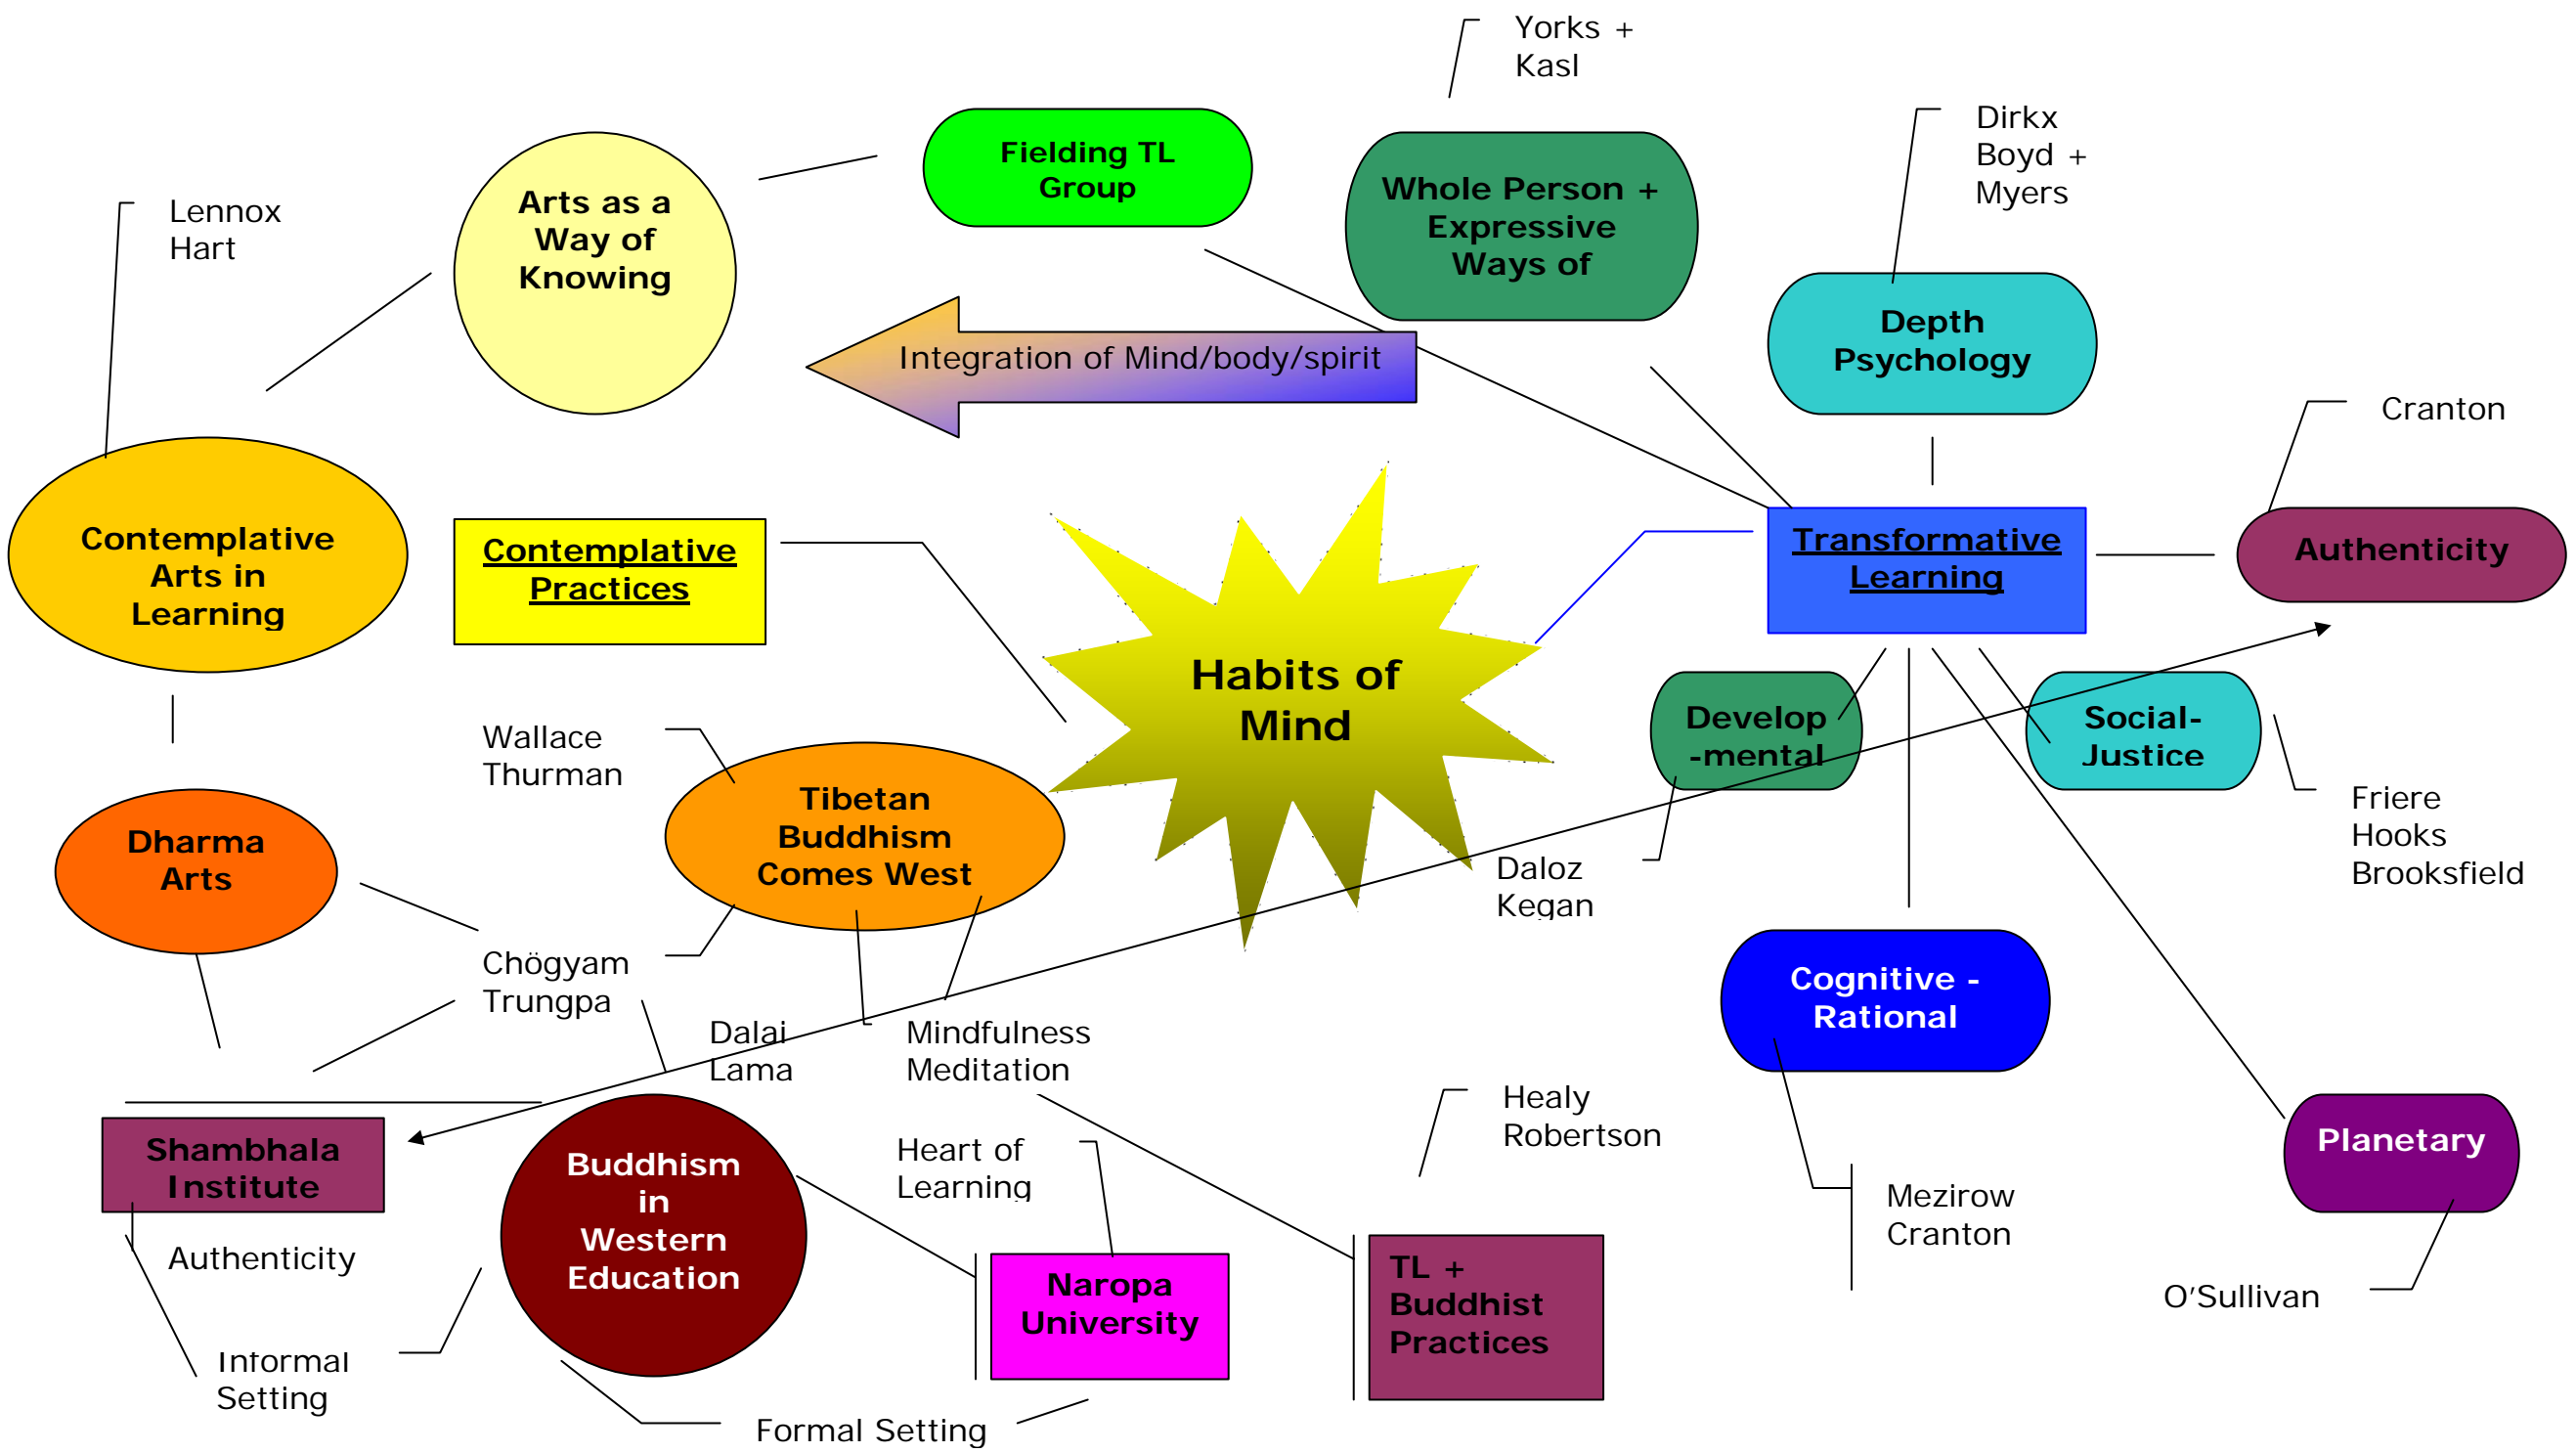 Yorks +
Kasl
Dirkx
Boyd +
Myers
Fielding TL
Group
Whole Person +
Expressive
Ways of
Arts as a
Way of
Knowing
Lennox
Hart
Depth
Psychology
Integration of Mind/body/spirit
Cranton
Contemplative
Arts in
Learning
Contemplative
Practices
Transformative
Learning
Authenticity
Habits of
Mind
Develop
-mental
Social-
Justice
Wallace
Thurman
Tibetan
Buddhism
Comes West
Friere
Hooks
Brooksfield
Dharma
Arts
Daloz
Kegan
Chögyam
Trungpa
Cognitive -
Rational
Dalai
Lama
Mindfulness
Meditation
Healy
Robertson
Shambhala
Institute
Buddhism
in
Western
Education
Heart of
Learning
Planetary
Mezirow
Cranton
Authenticity
Naropa
University
TL +
Buddhist
Practices
O’Sullivan
Informal
Setting
Formal Setting